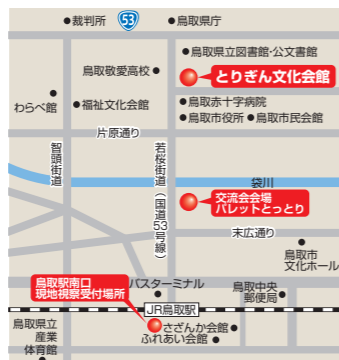 ●裁判所
53
●鳥取県庁
●鳥取県立図書館・公文書館
鳥取敬愛高校●
とりぎん文化会館
わらべ館
●福祉文化会館
●鳥取赤十字病院
●鳥取市役所 ●鳥取市民会館
片原通り
智頭街道
若桜街道(国道53号線)
袋川
交流会会場
パレットとっとり
末広通り
鳥取市
文化ホール
鳥取駅南口
現地視察受付場所
バスターミナル
鳥取中央
郵便局
JR鳥取駅
鳥取県立
産業
体育館
さざんか会館●
ふれあい会館●